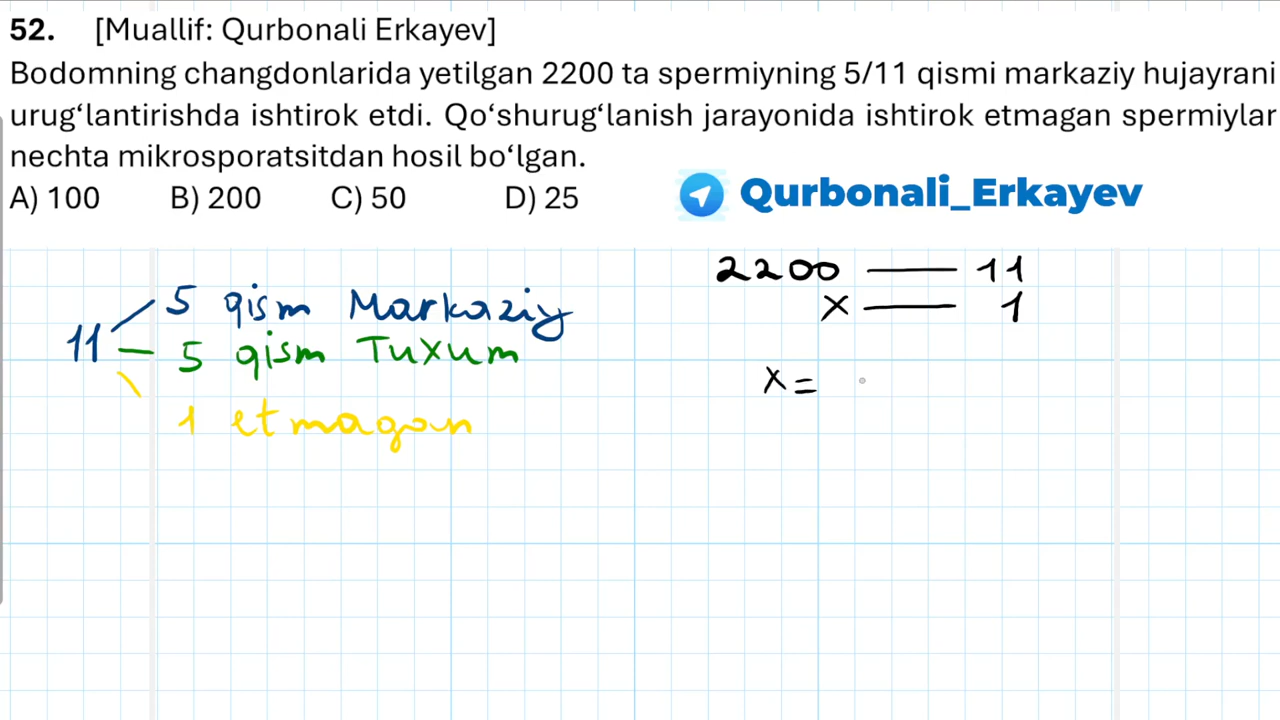 52. [Muallif: Qurbonali Erkayev]
Bodomning changdonlarida yetilgan 2200 ta spermiyning 5/11 qismi markaziy hujayrani
urug‘lantirishda ishtirok etdi. Qo‘shurug‘lanish jarayonida ishtirok etmagan spermiylar
nechta mikrosporatsitdan hosil bo‘lgan.
A) 100 B) 200 C) 50 D) 25
Qurbonali_Erkayev
11
5 qism Markaziy
5 qism Tuxum
1 etmagan
2200 — 11
x — 1
x =